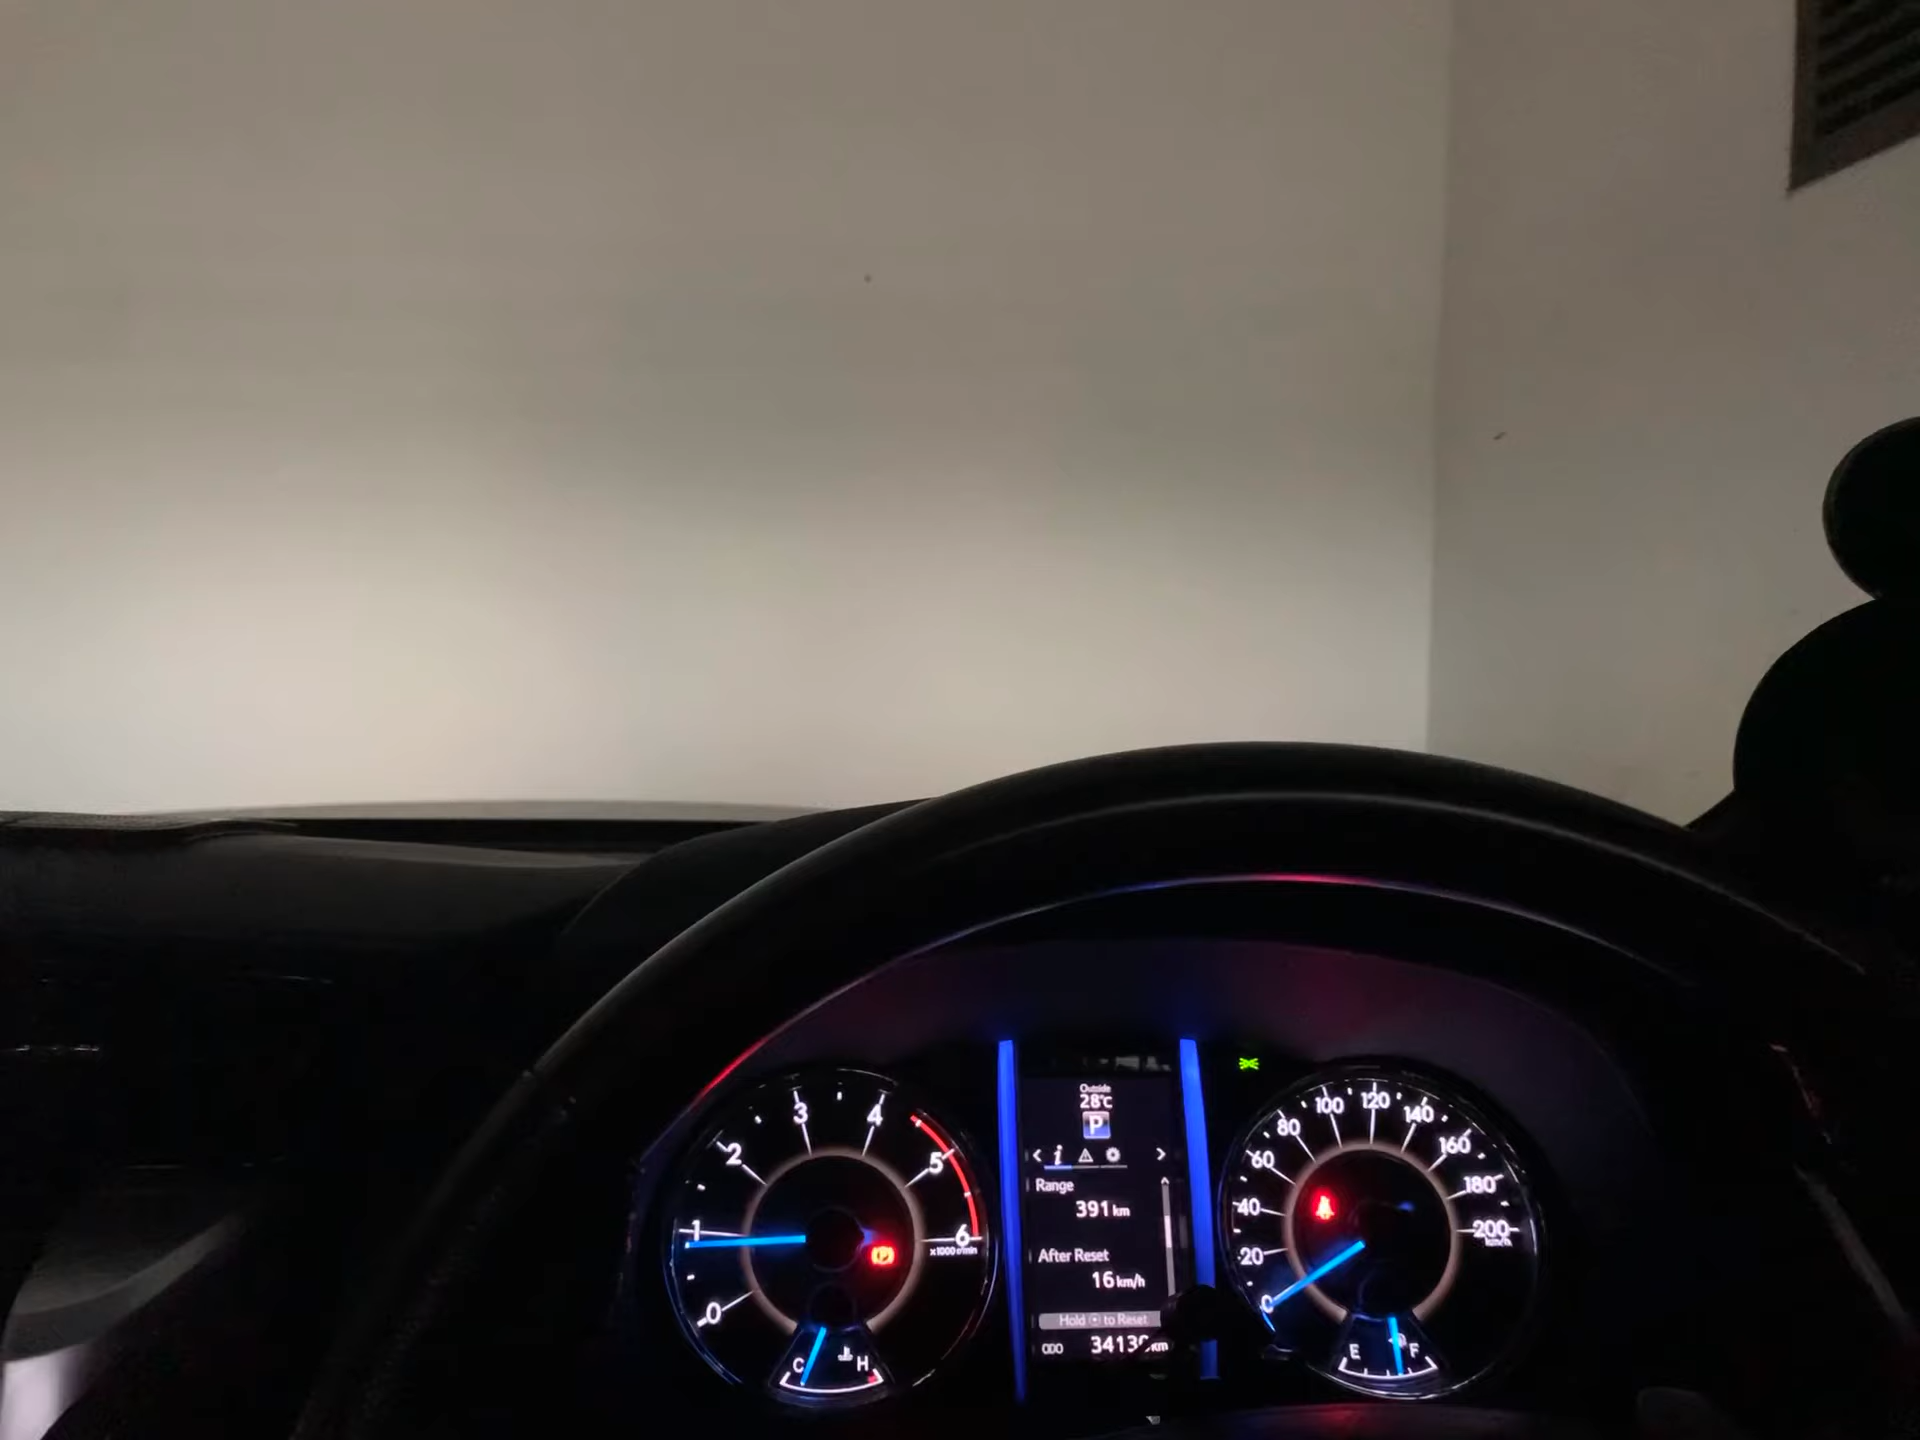 Outside
28°C
P
Range
391 km
After Reset
16 km/h
Hold to Reset
ODO
km
0
1
2
3
4
5
6
x1000 r/min
C
H
0
20
40
60
80
100
120
140
160
180
200
km/h
E
F
(P)